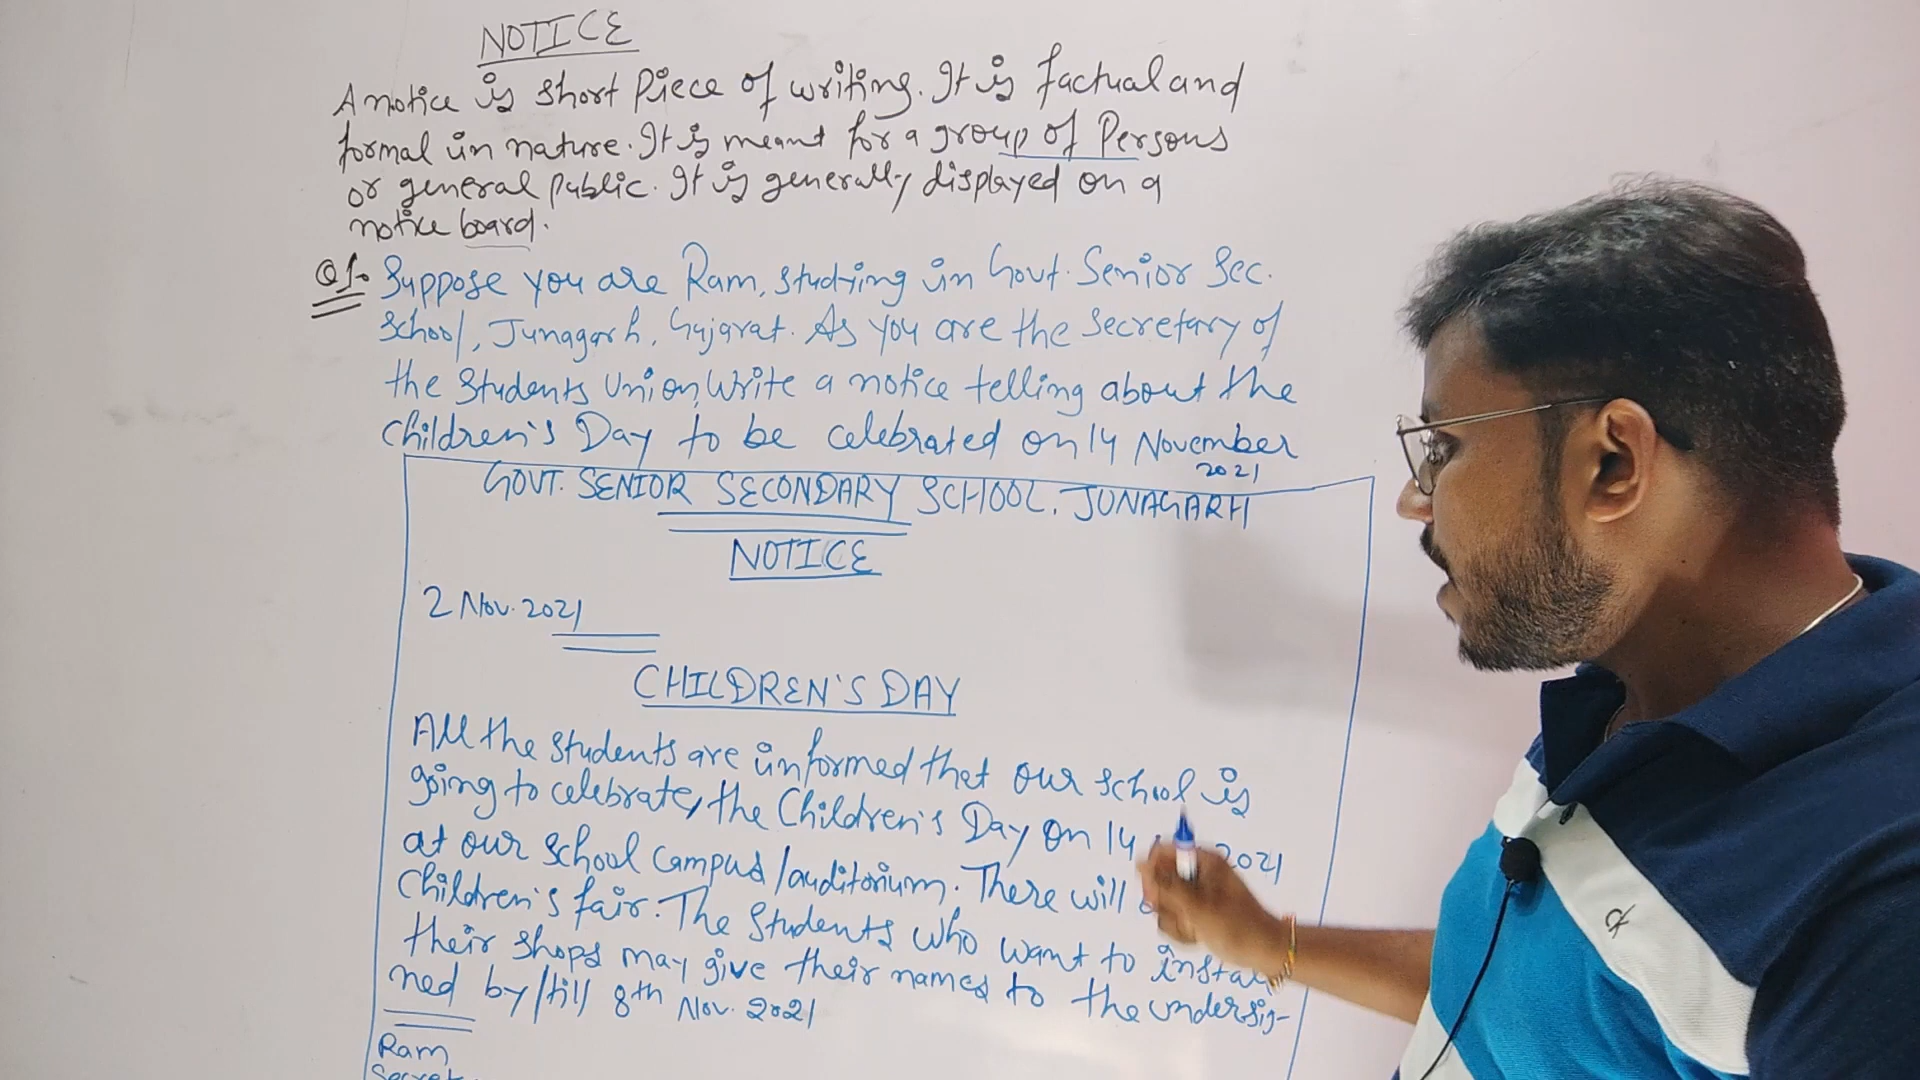 NOTICE
A notice is short Piece of writing. It is factual and
formal in nature. It is meant for a group of Persons
or general public. It is generally displayed on a
notice board.
Q1. Suppose you are Ram, studying in Govt. Senior Sec.
School, Junagarh, Gujarat. As you are the Secretary of
the Students Union, Write a notice telling about the
Children's Day to be celebrated on 14 November
2021
GOVT. SENIOR SECONDARY SCHOOL, JUNAGARH
NOTICE
2 Nov. 2021
CHILDREN'S DAY
All the students are informed that our school is
going to celebrate, the Children's Day on 14 2021
at our School Campus/auditorium. There will
Children's fair. The Students who want to
their shops may give their names to the undersig-
ned by/till 8th Nov. 2021
Ram